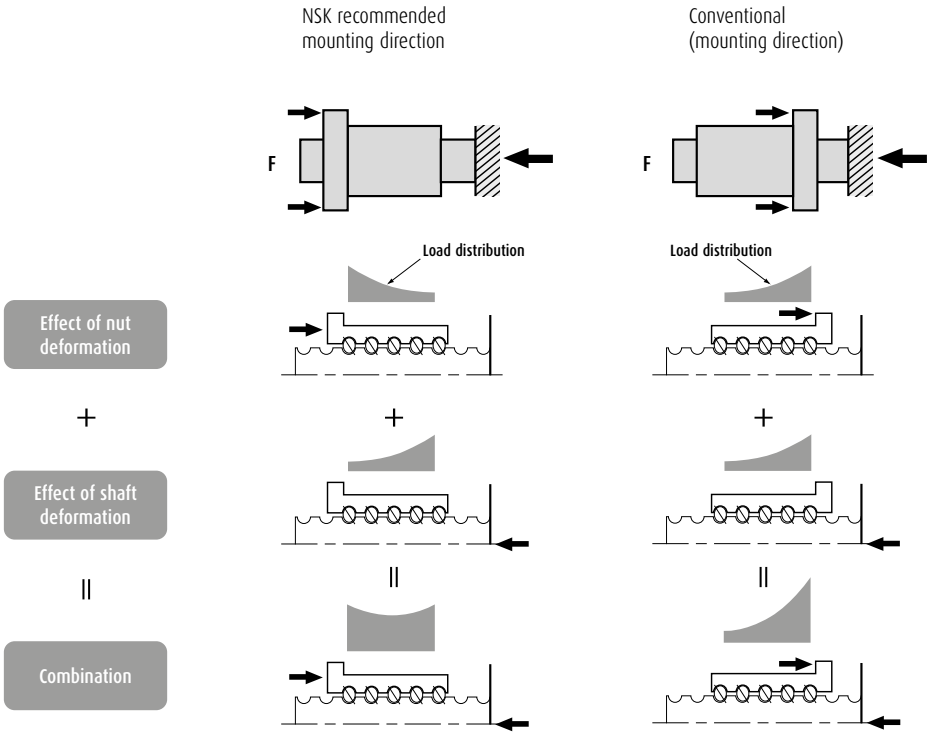 NSK recommended
mounting direction
Conventional
(mounting direction)
F
F
Load distribution
Load distribution
Effect of nut
deformation
+
+
+
Effect of shaft
deformation
=
=
=
Combination